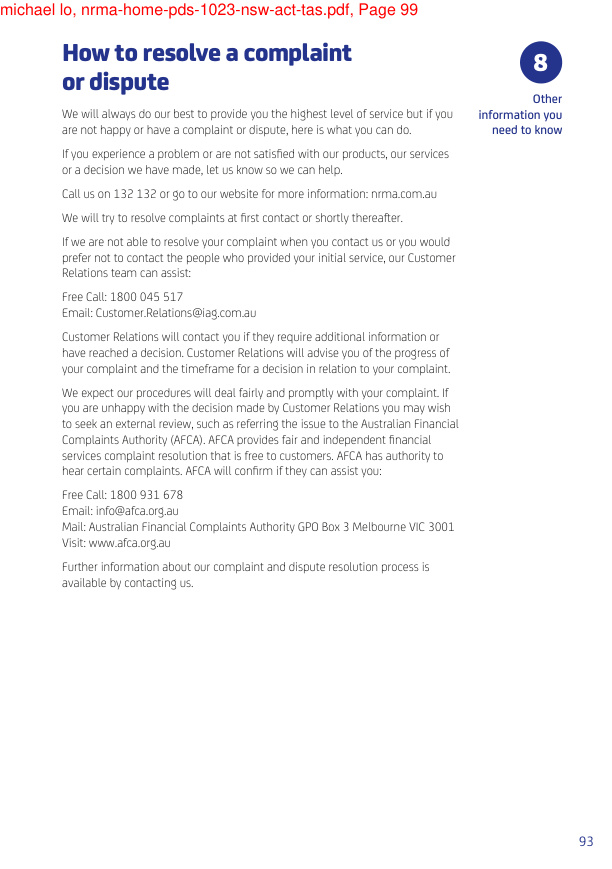 michael lo, nrma-home-pds-1023-nsw-act-tas.pdf, Page 99
How to resolve a complaint
or dispute
8
Other
information you
need to know
We will always do our best to provide you the highest level of service but if you
are not happy or have a complaint or dispute, here is what you can do.
If you experience a problem or are not satisfied with our products, our services
or a decision we have made, let us know so we can help.
Call us on 132 132 or go to our website for more information: nrma.com.au
We will try to resolve complaints at first contact or shortly thereafter.
If we are not able to resolve your complaint when you contact us or you would
prefer not to contact the people who provided your initial service, our Customer
Relations team can assist:
Free Call: 1800 045 517
Email: Customer.Relations@iag.com.au
Customer Relations will contact you if they require additional information or
have reached a decision. Customer Relations will advise you of the progress of
your complaint and the timeframe for a decision in relation to your complaint.
We expect our procedures will deal fairly and promptly with your complaint. If
you are unhappy with the decision made by Customer Relations you may wish
to seek an external review, such as referring the issue to the Australian Financial
Complaints Authority (AFCA). AFCA provides fair and independent financial
services complaint resolution that is free to customers. AFCA has authority to
hear certain complaints. AFCA will confirm if they can assist you:
Free Call: 1800 931 678
Email: info@afca.org.au
Mail: Australian Financial Complaints Authority GPO Box 3 Melbourne VIC 3001
Visit: www.afca.org.au
Further information about our complaint and dispute resolution process is
available by contacting us.
93